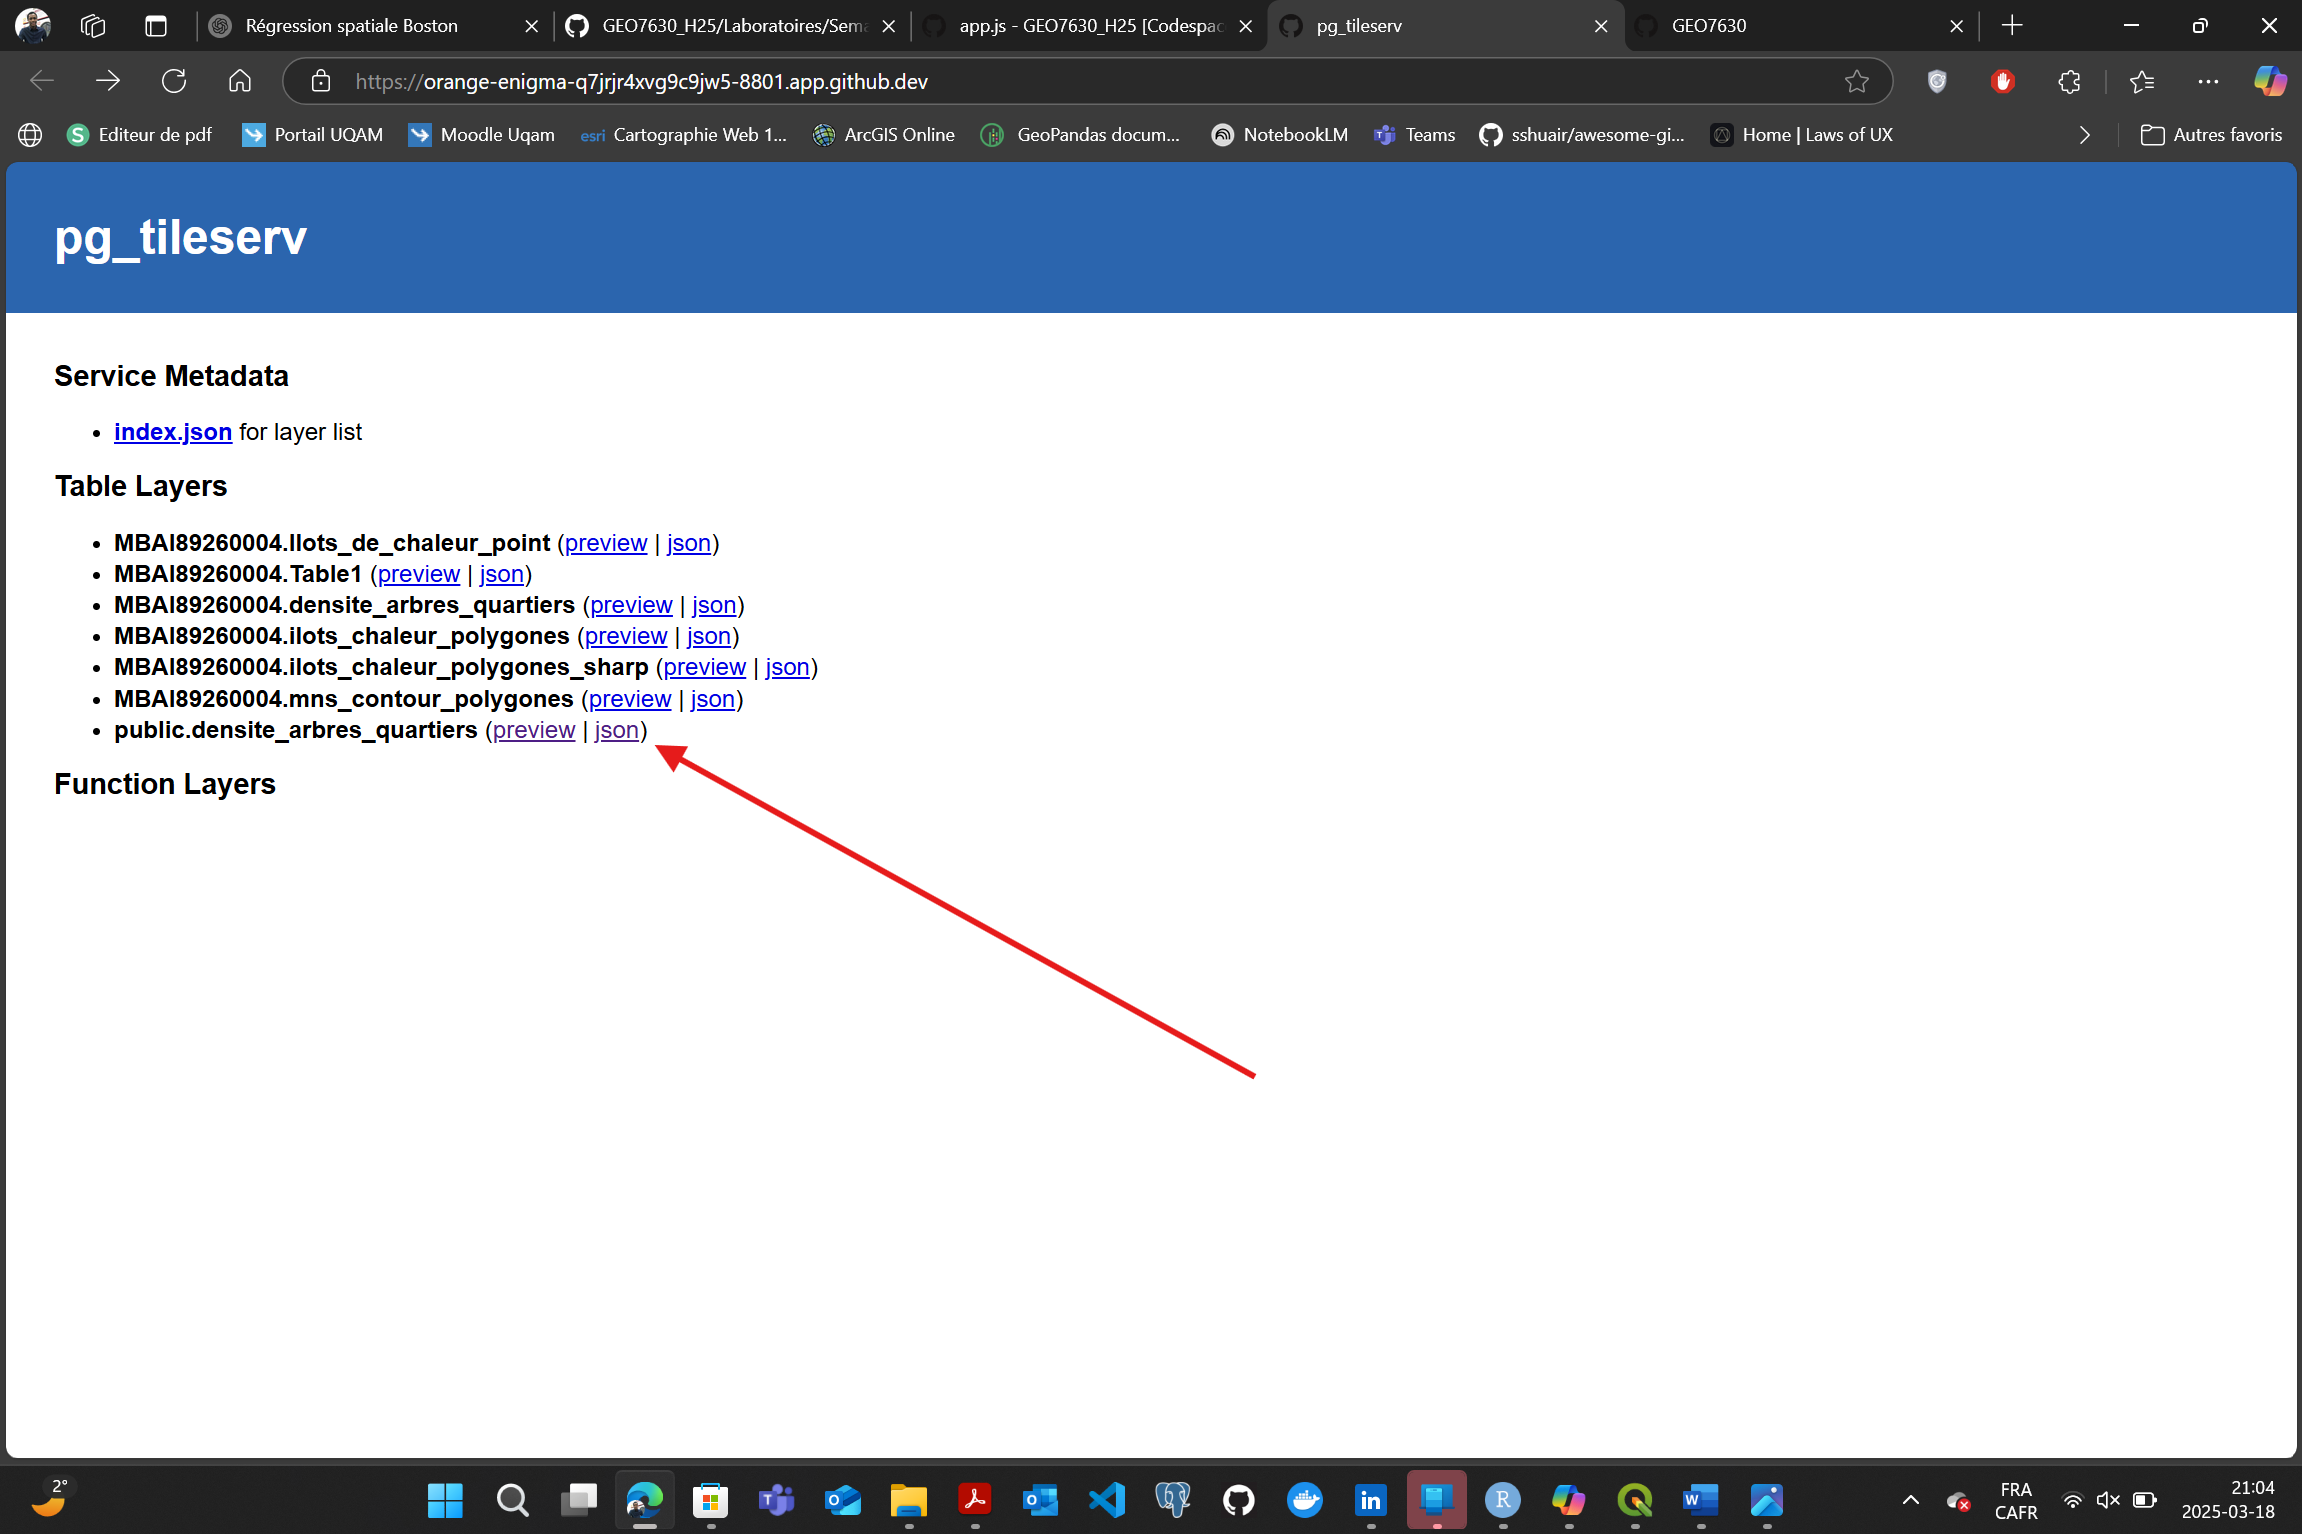 Régression spatiale Boston
GEO7630_H25/Laboratoires/Sema
app.js - GEO7630_H25 [Codespac
pg_tileserv
GEO7630
https://orange-enigma-q7jrjr4xvg9c9jw5-8801.app.github.dev
Editeur de pdf
Portail UQAM
Moodle Uqam
esri Cartographie Web 1...
ArcGIS Online
GeoPandas docum...
NotebookLM
Teams
sshuair/awesome-gi...
Home | Laws of UX
Autres favoris
pg_tileserv
Service Metadata
• index.json for layer list
Table Layers
• MBAI89260004.Ilots_de_chaleur_point (preview | json)
• MBAI89260004.Table1 (preview | json)
• MBAI89260004.densite_arbres_quartiers (preview | json)
• MBAI89260004.ilots_chaleur_polygones (preview | json)
• MBAI89260004.ilots_chaleur_polygones_sharp (preview | json)
• MBAI89260004.mns_contour_polygones (preview | json)
• public.densite_arbres_quartiers (preview | json)
Function Layers
2°
FRA
CAFR
21:04
2025-03-18